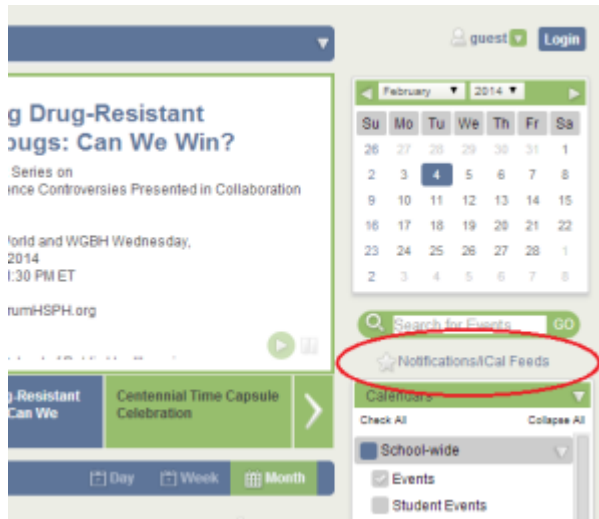 guest Login
g Drug-Resistant
ougs: Can We Win?
Series on
ence Controversies Presented in Collaboration
World and WGBH Wednesday,
2014
:30 PM ET
rumHSPH.org
g-Resistant
Can We
Centennial Time Capsule
Celebration
Day Week Month
February 2014
Su Mo Tu We Th Fr Sa
26 27 28 29 30 31 1
2 3 4 5 6 7 8
9 10 11 12 13 14 15
16 17 18 19 20 21 22
23 24 25 26 27 28 1
2 3 4 5 6 7 8
Search for Events GO
Notifications/iCal Feeds
Calendars
Check All Collapse All
School-wide
Events
Student Events